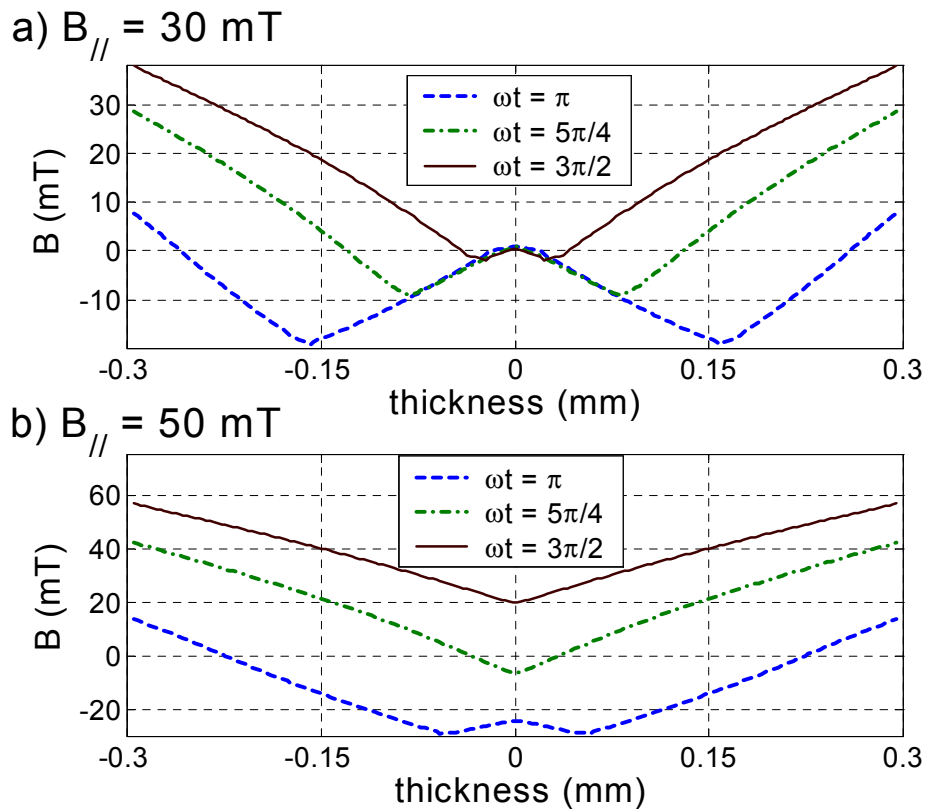 a) B// = 30 mT
B (mT)
30
20
10
0
-10
ωt = π
ωt = 5π/4
ωt = 3π/2
-0.3 -0.15 0 0.15 0.3
thickness (mm)
b) B// = 50 mT
B (mT)
60
40
20
0
-20
ωt = π
ωt = 5π/4
ωt = 3π/2
-0.3 -0.15 0 0.15 0.3
thickness (mm)